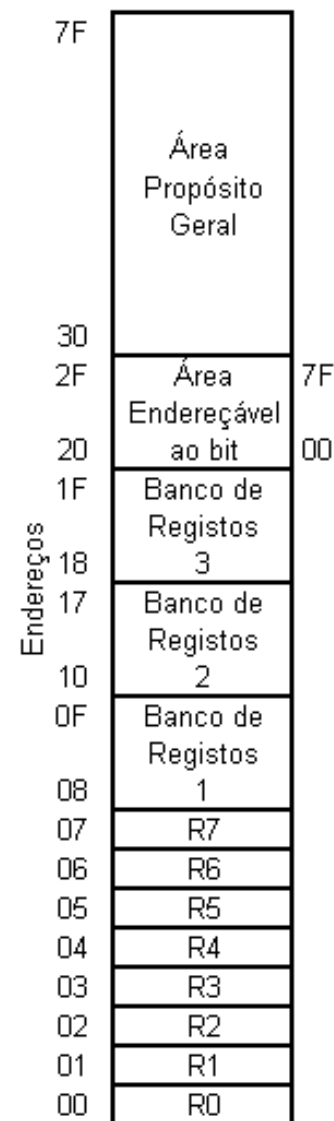 7F
Área
Propósito
Geral
30
2F Área 7F
Endereçável
20 ao bit 00
1F Banco de
Registos
18 3
17 Banco de
Registos
10 2
0F Banco de
Registos
08 1
07 R7
06 R6
05 R5
04 R4
03 R3
02 R2
01 R1
00 R0
Endereços